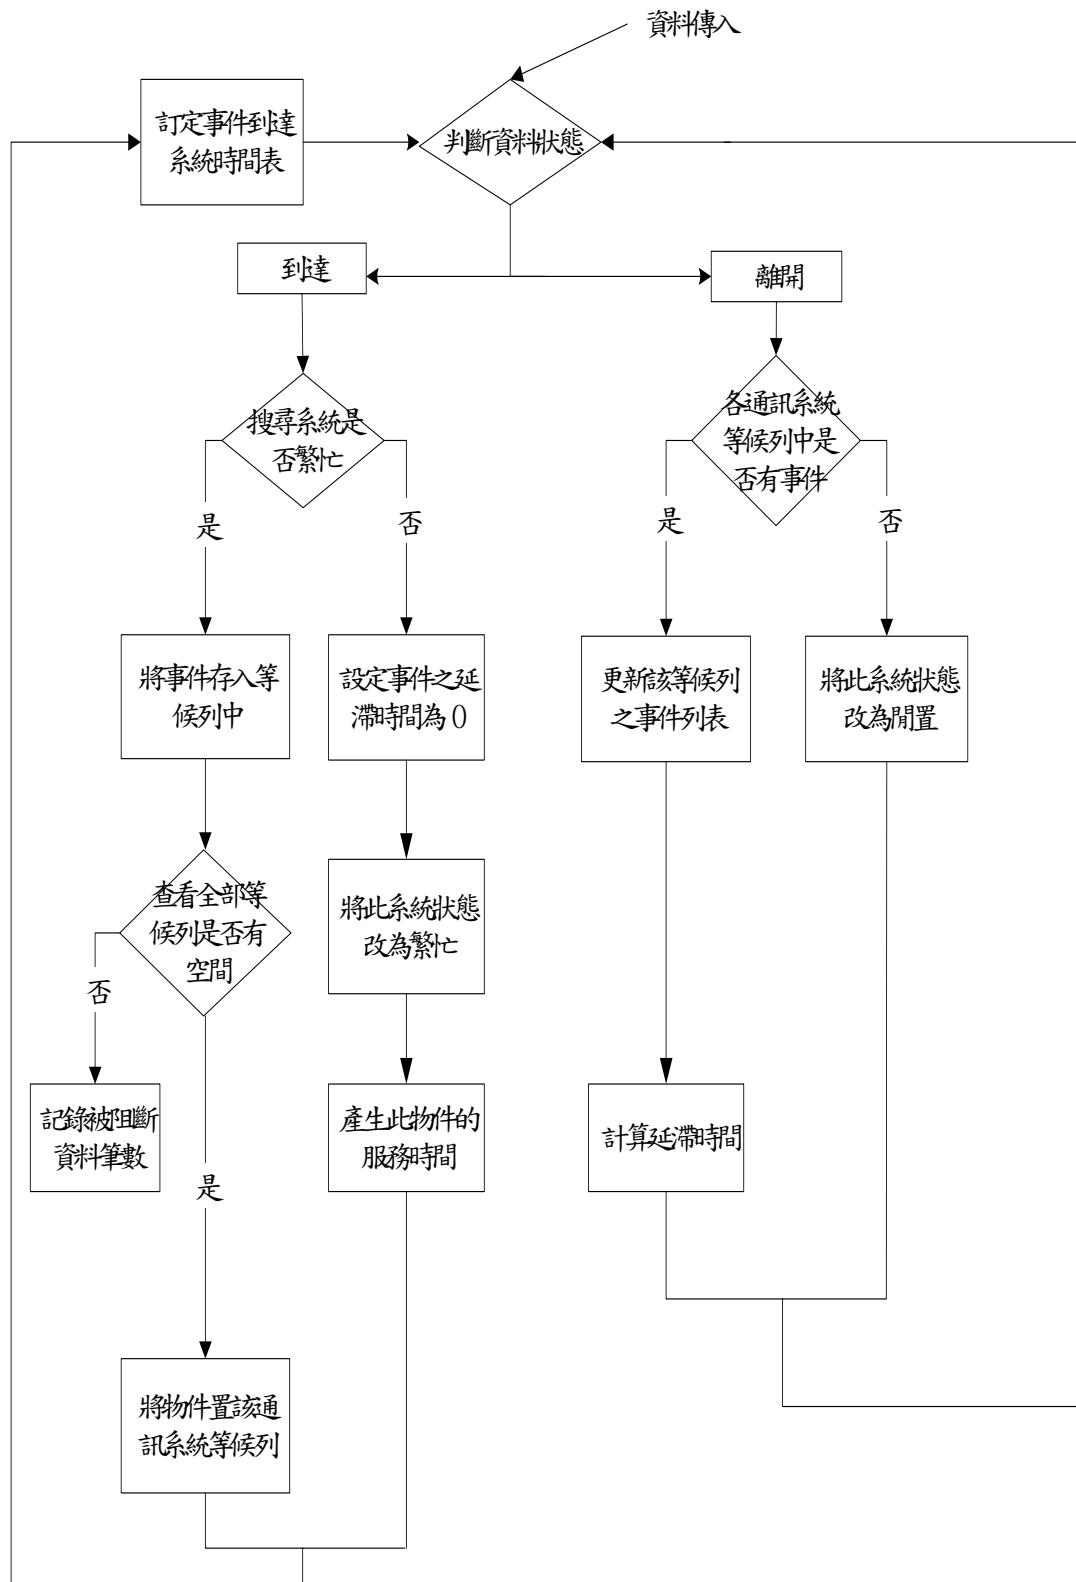 資料傳入
訂定事件到達
系統時間表
判斷資料狀態
到達
離開
搜尋系統是
否繁忙
各通訊系統
等候列中是
否有事件
是
否
是
否
將事件存入等
候列中
設定事件之延
滯時間為0
更新該等候列
之事件列表
將此系統狀態
改為閒置
查看全部等
候列是否有
空間
將此系統狀態
改為繁忙
否
是
記錄被阻斷
資料筆數
產生此物件的
服務時間
計算延滯時間
將物件置該通
訊系統等候列